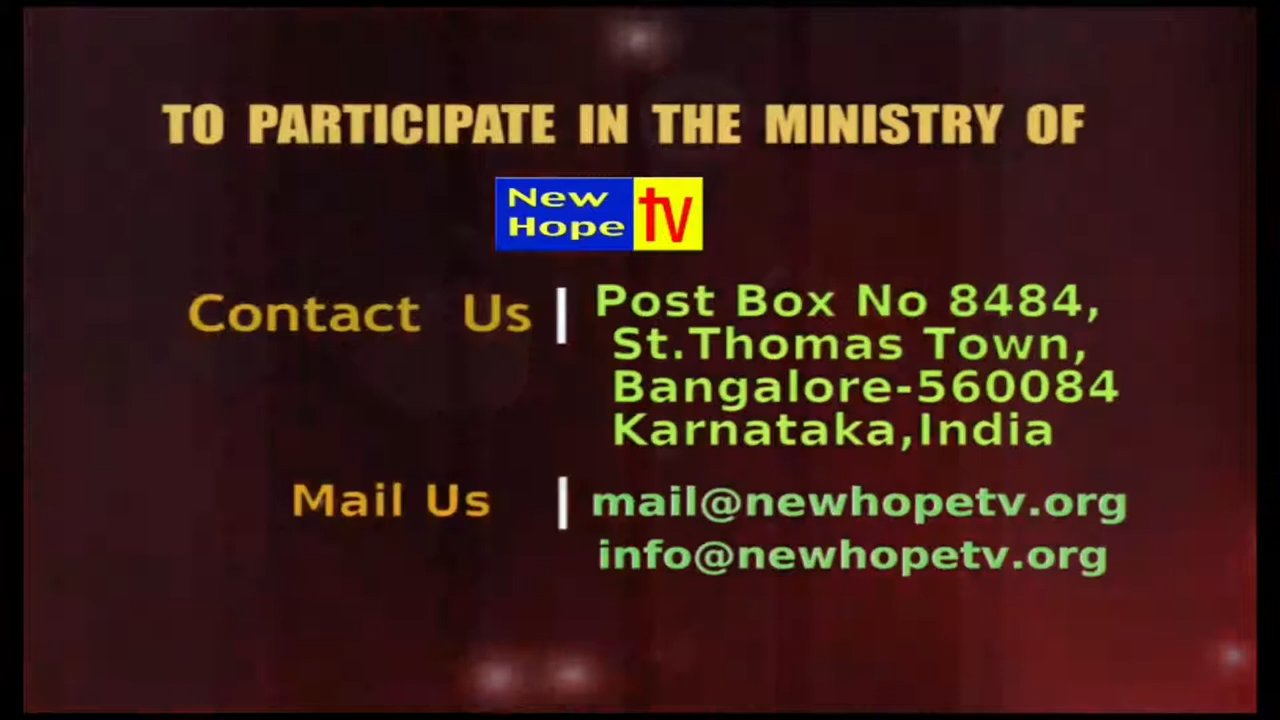 TO PARTICIPATE IN THE MINISTRY OF
New
Hope
tv
Contact Us
Post Box No 8484,
St.Thomas Town,
Bangalore-560084
Karnataka,India
Mail Us
mail@newhopetv.org
info@newhopetv.org